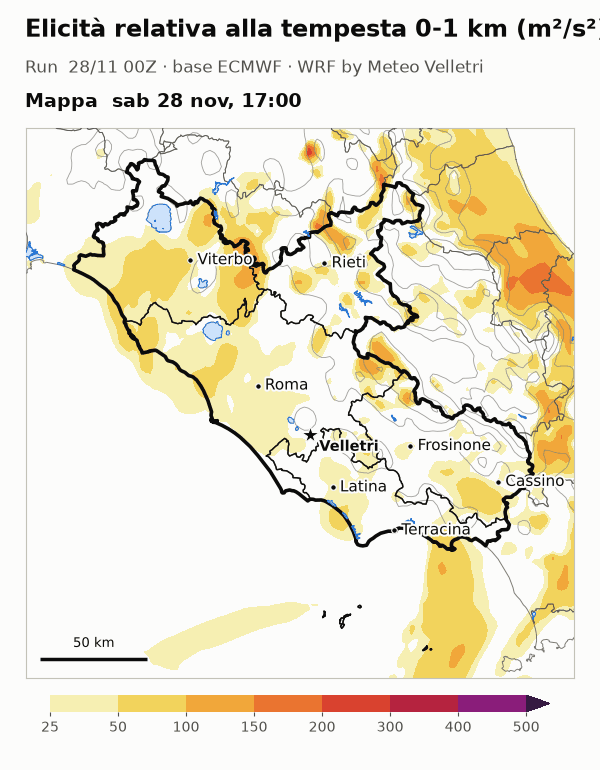 Elicità relativa alla tempesta 0-1 km (m²/s²)
Run  28/11 00Z · base ECMWF · WRF by Meteo Velletri
Mappa  sab 28 nov, 17:00
Viterbo
Rieti
Roma
Velletri
Frosinone
Latina
Cassino
Terracina
50 km
25 50 100 150 200 300 400 500